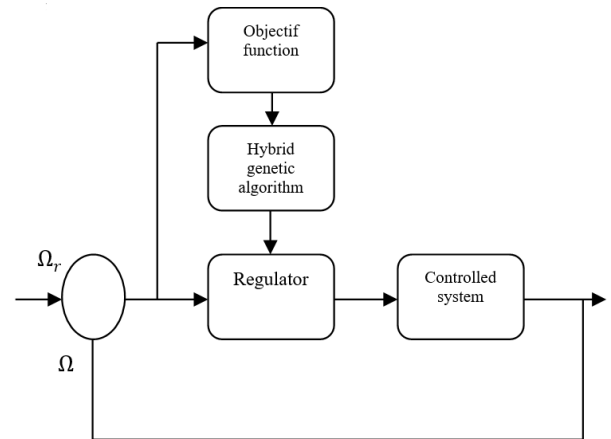 Objectif
function
Hybrid
genetic
algorithm
Ω𝑟
Regulator
Controlled
system
Ω